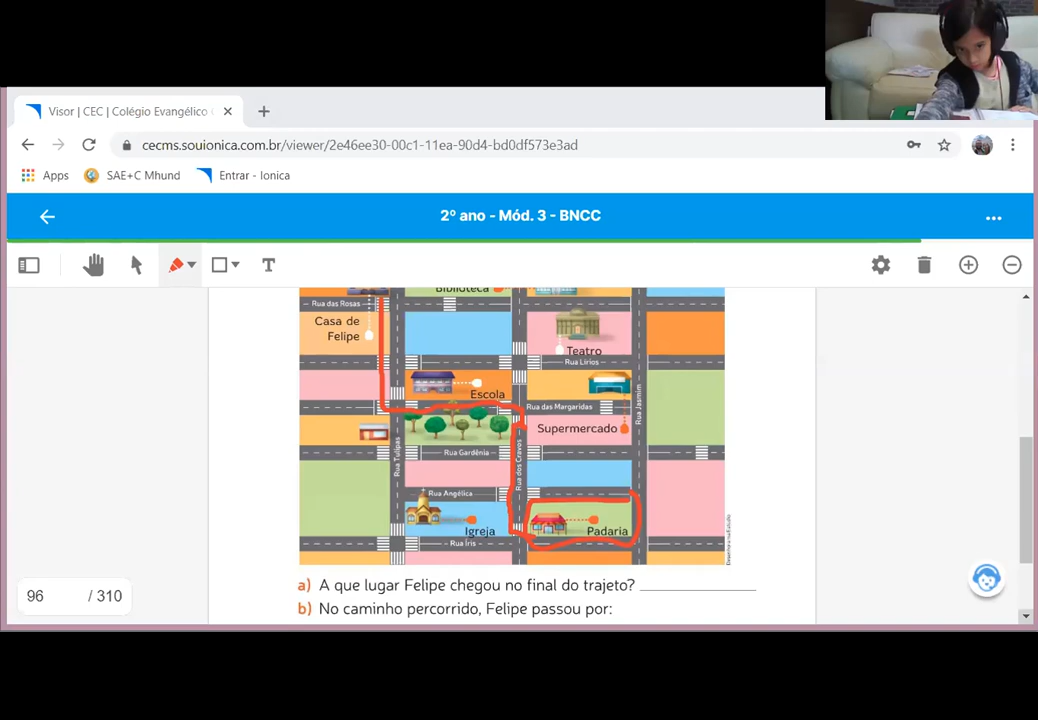 Visor | CEC | Colégio Evangélico
cecms.souionica.com.br/viewer/2e46ee30-00c1-11ea-90d4-bd0df573e3ad
Apps SAE+C Mhund Entrar - Ionica
2º ano - Mód. 3 - BNCC
T
Biblioteca
Rua das Rosas
Casa de
Felipe
Teatro
Rua Lírios
Escola
Rua das Margaridas
Rua Jasmim
Supermercado
Rua Tulipas
Rua Gardênia
Rua dos Cravos
Rua Angélica
Igreja
Padaria
Rua Íris
a) A que lugar Felipe chegou no final do trajeto?
b) No caminho percorrido, Felipe passou por:
96 / 310